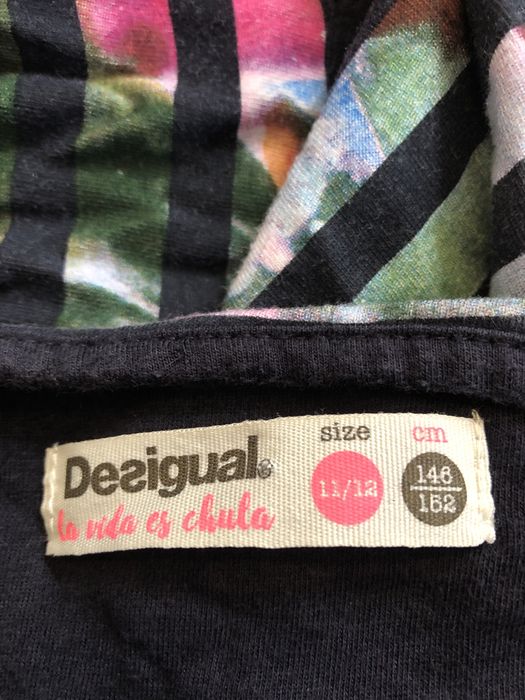 Desigual.
la vida es chula
size
11/12
cm
146
152